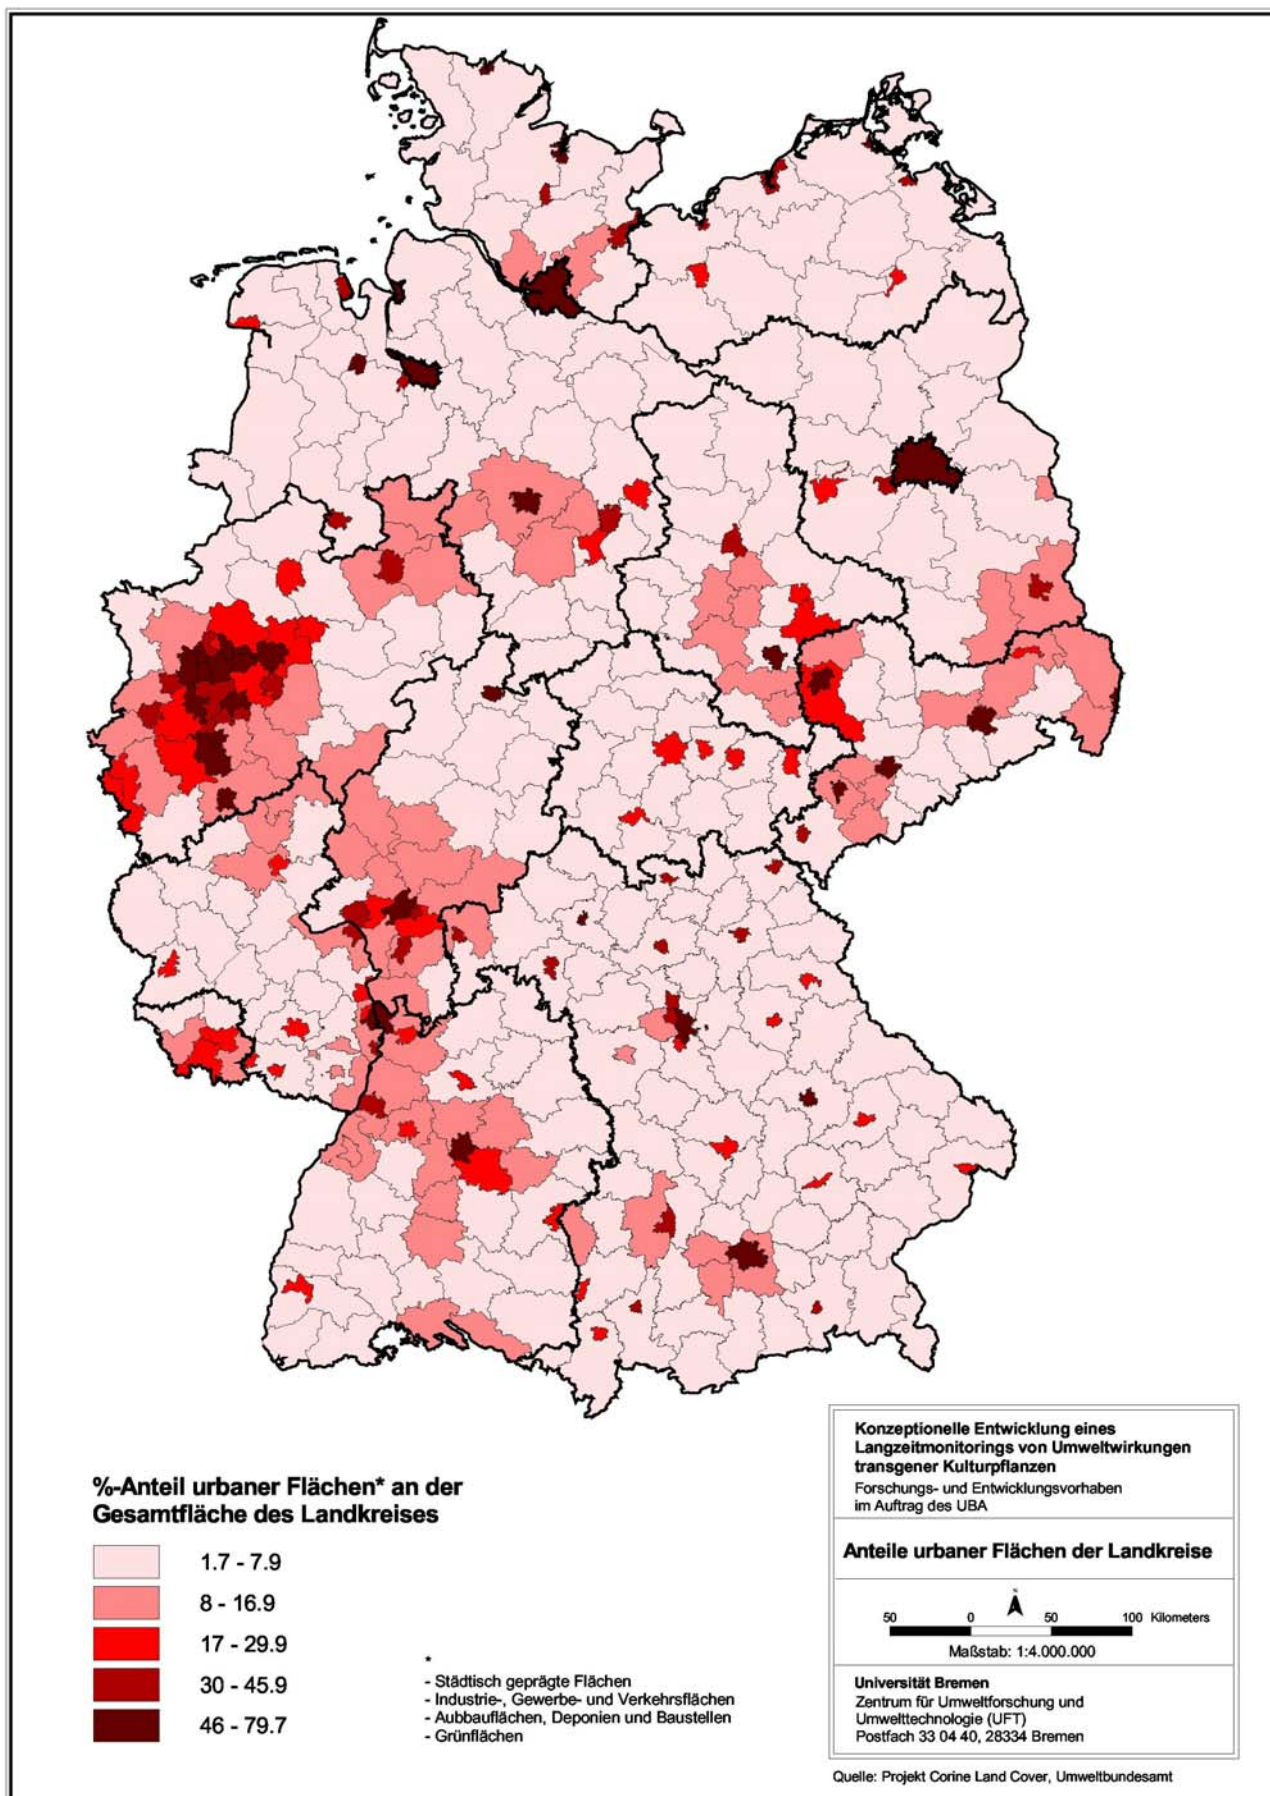 %-Anteil urbaner Flächen* an der
Gesamtfläche des Landkreises
1.7 - 7.9
8 - 16.9
17 - 29.9
30 - 45.9
46 - 79.7
*
- Städtisch geprägte Flächen
- Industrie-, Gewerbe- und Verkehrsflächen
- Aubbauflächen, Deponien und Baustellen
- Grünflächen
Konzeptionelle Entwicklung eines
Langzeitmonitorings von Umweltwirkungen
transgener Kulturpflanzen
Forschungs- und Entwicklungsvorhaben
im Auftrag des UBA
Anteile urbaner Flächen der Landkreise
N
50 0 50 100 Kilometers
Maßstab: 1:4.000.000
Universität Bremen
Zentrum für Umweltforschung und
Umwelttechnologie (UFT)
Postfach 33 04 40, 28334 Bremen
Quelle: Projekt Corine Land Cover, Umweltbundesamt